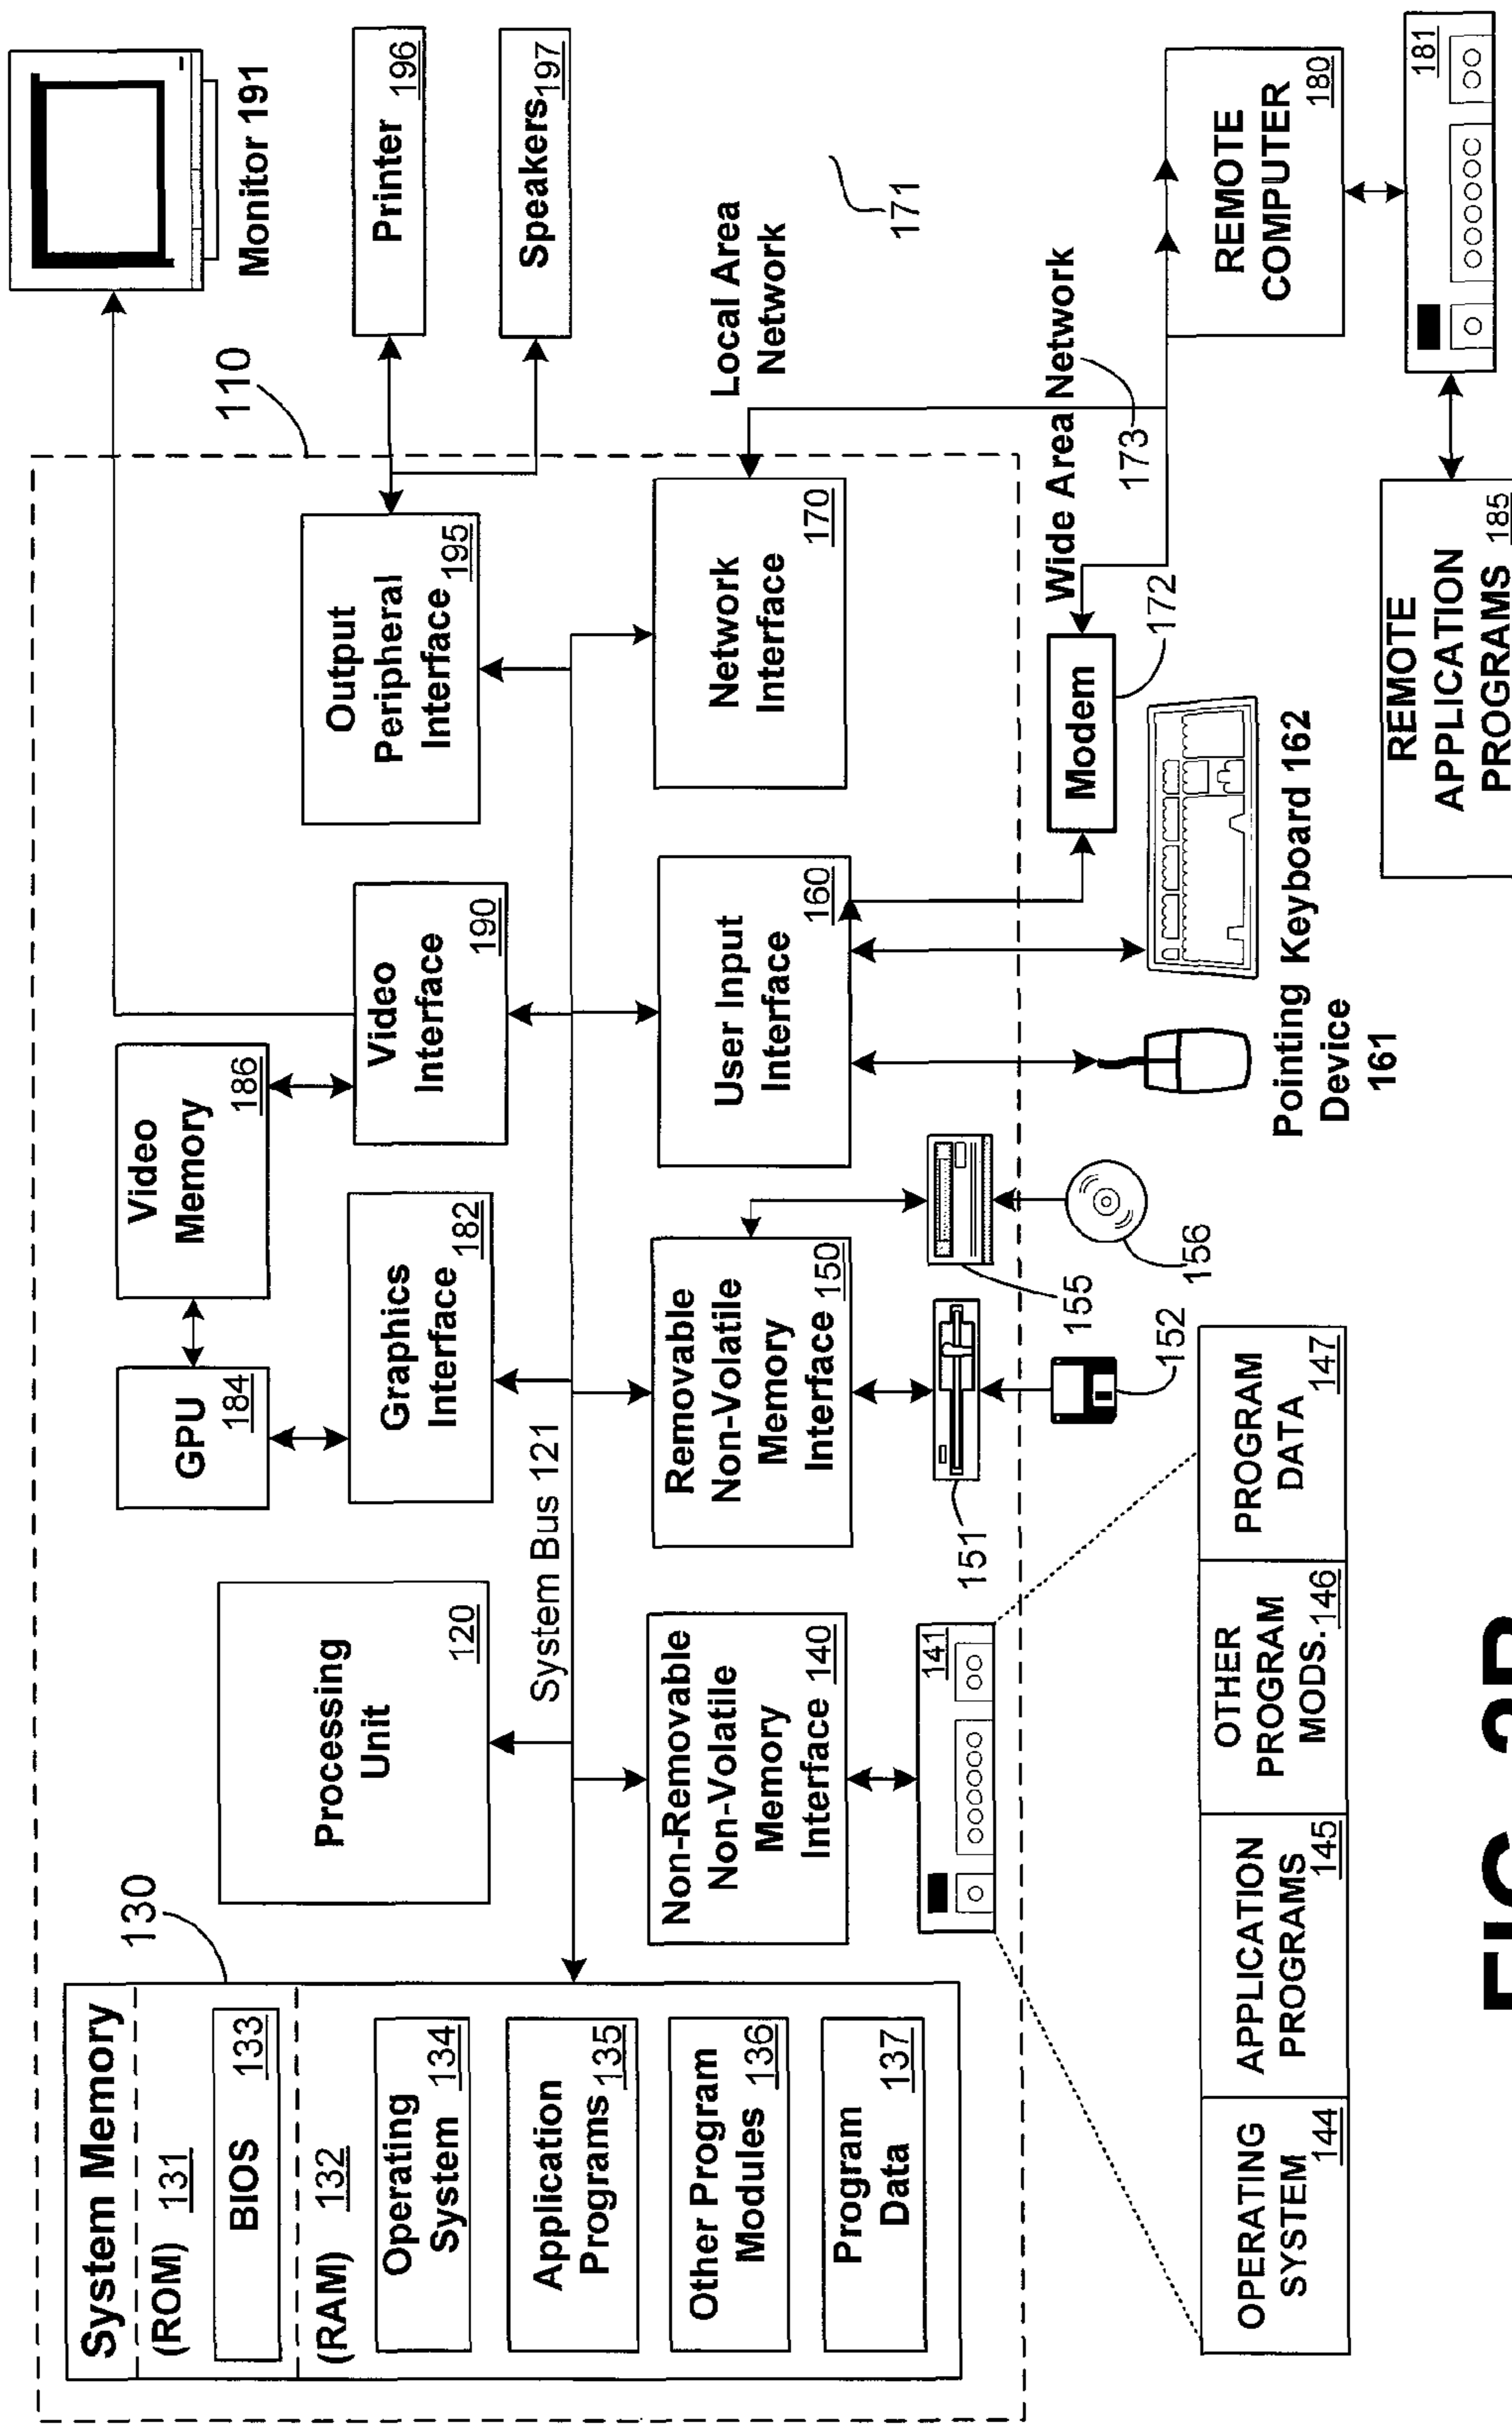 System Memory
(ROM) 131
BIOS 133
(RAM) 132
Operating
System 134
Application
Programs 135
Other Program
Modules 136
Program
Data 137
130
Processing
Unit
120
GPU
184
Video
Memory
186
Graphics
Interface 182
Video
Interface
190
Output
Peripheral
Interface 195
110
Monitor 191
Printer 196
Speakers 197
System Bus 121
Non-Removable
Non-Volatile
Memory
Interface 140
Removable
Non-Volatile
Memory
Interface 150
User Input
Interface
160
Network
Interface
170
Local Area
Network
171
141
151
155
152
156
Modem
172
Wide Area Network
173
Pointing
Device
161
Keyboard 162
REMOTE
COMPUTER
180
181
OPERATING
SYSTEM
144
APPLICATION
PROGRAMS
145
OTHER
PROGRAM
MODS. 146
PROGRAM
DATA
147
REMOTE
APPLICATION
PROGRAMS 185